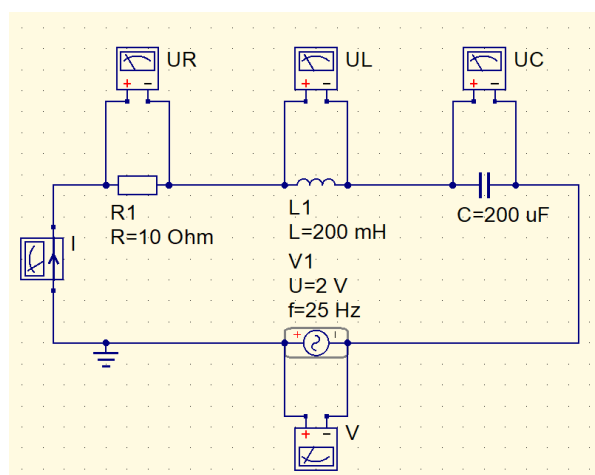 UR
UL
UC
+ −
+ −
+ −
R1
R=10 Ohm
L1
L=200 mH
C=200 uF
I
V1
U=2 V
f=25 Hz
+ −
V
+ −